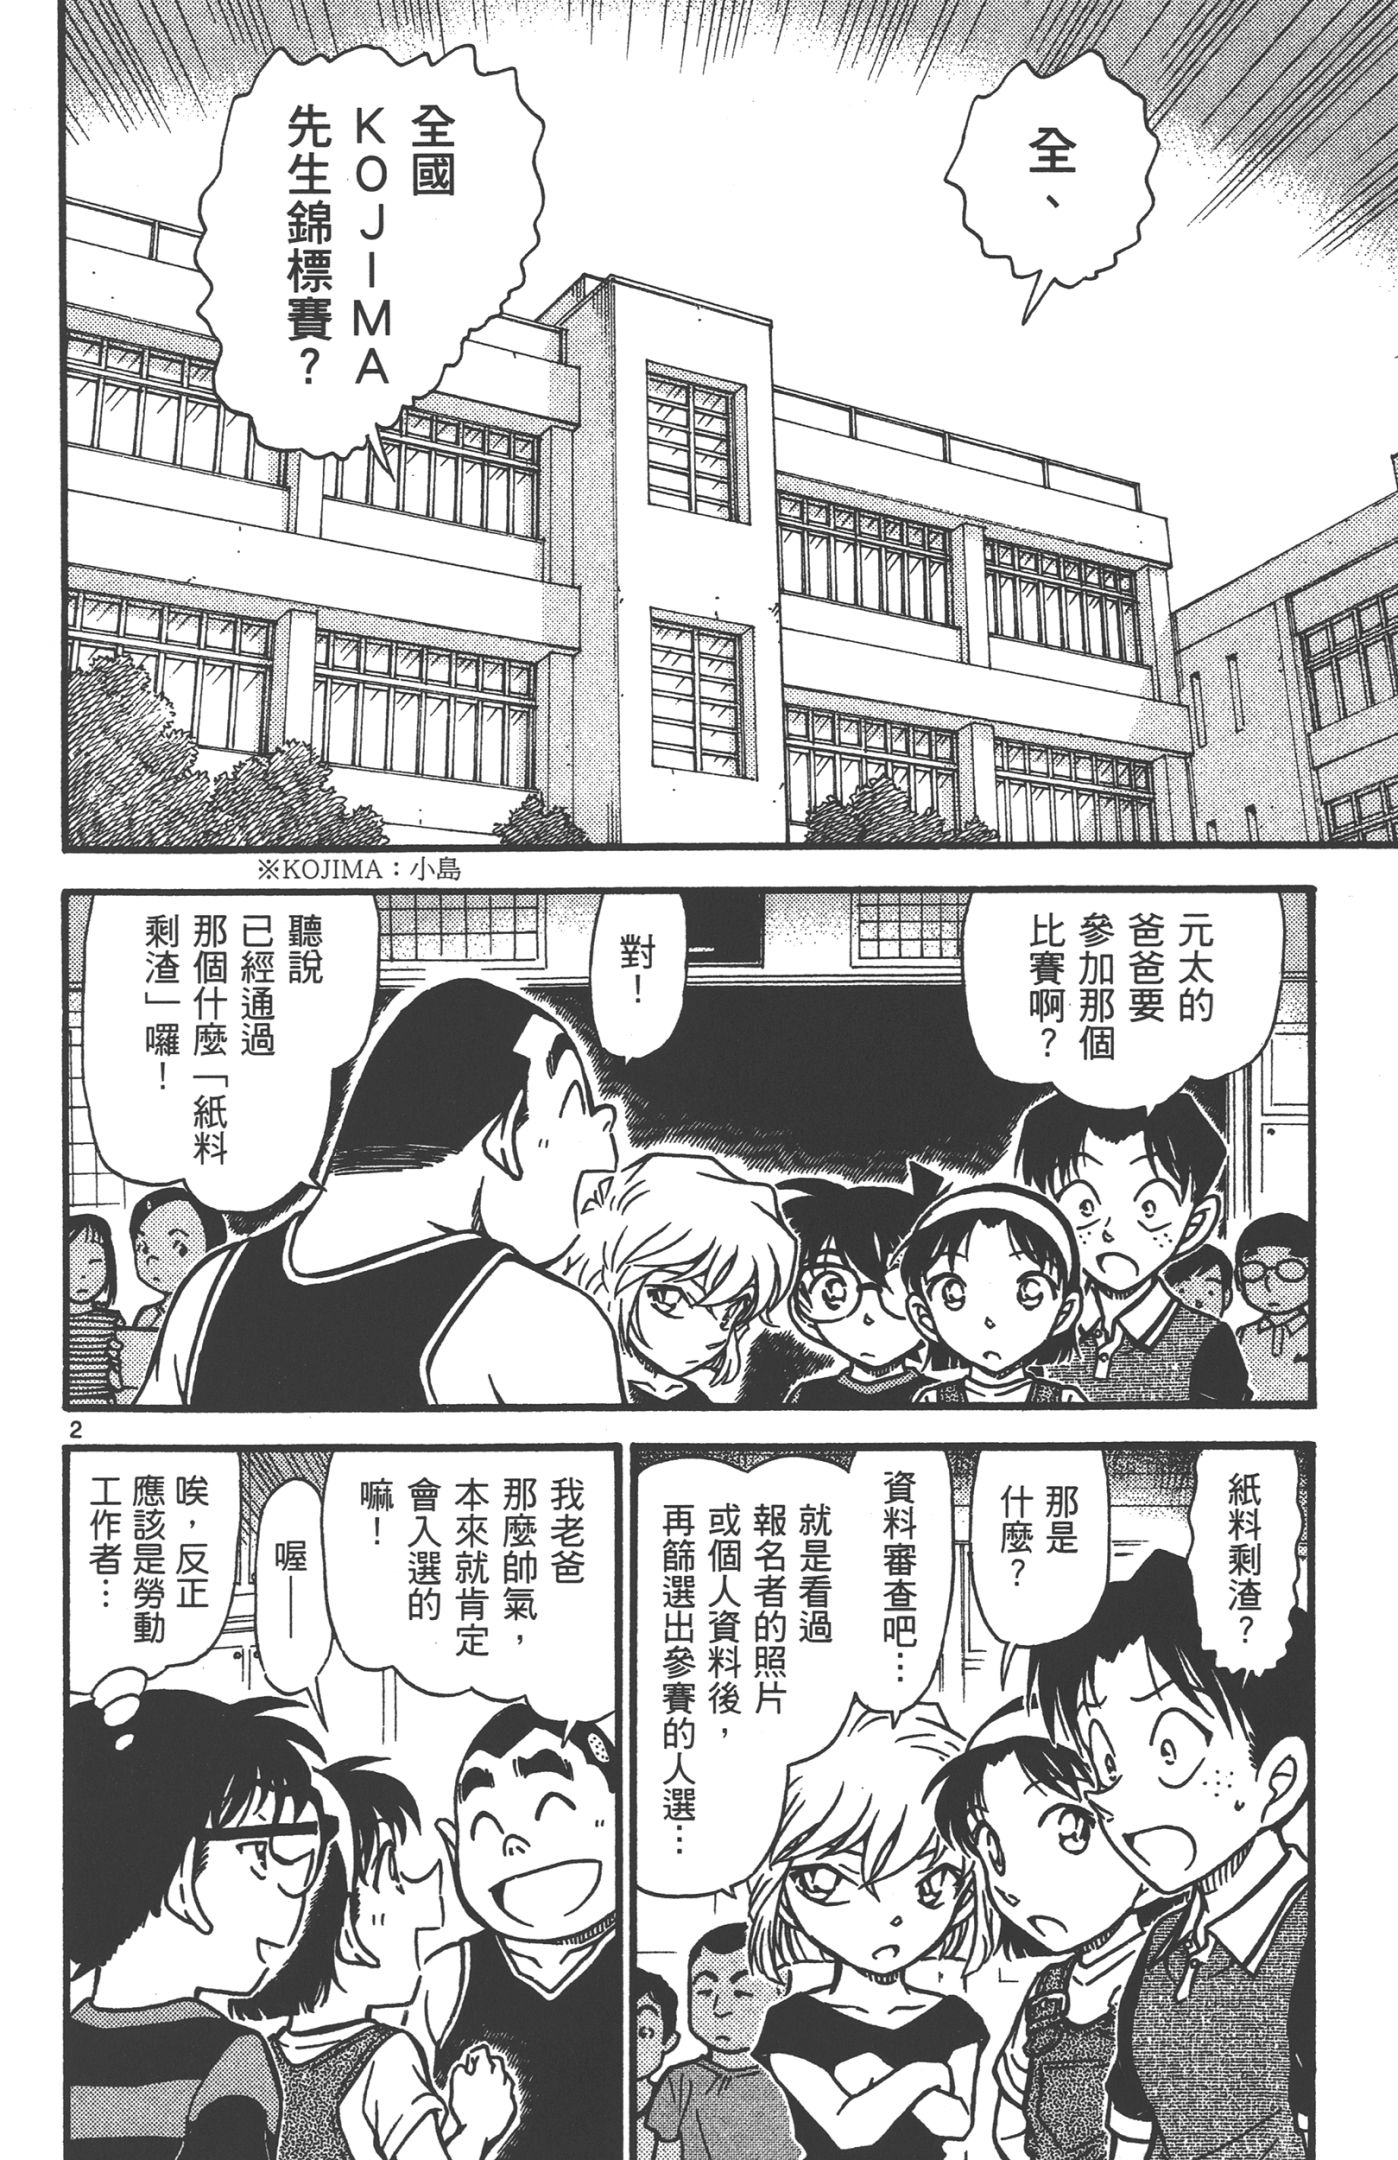 全、
全國
KOJIMA
先生錦標賽？
※KOJIMA：小島
元太的
爸爸要
參加那個
比賽啊？
對！
聽說
已經通過
那個什麼「紙料
剩渣」囉！
2
紙料剩渣？
那是
什麼？
資料審查吧…
就是看過
報名者的照片
或個人資料後，
再篩選出參賽的人選…
我老爸
那麼帥氣，
本來就肯定
會入選的
嘛！
喔——
唉，反正
應該是勞動
工作者…